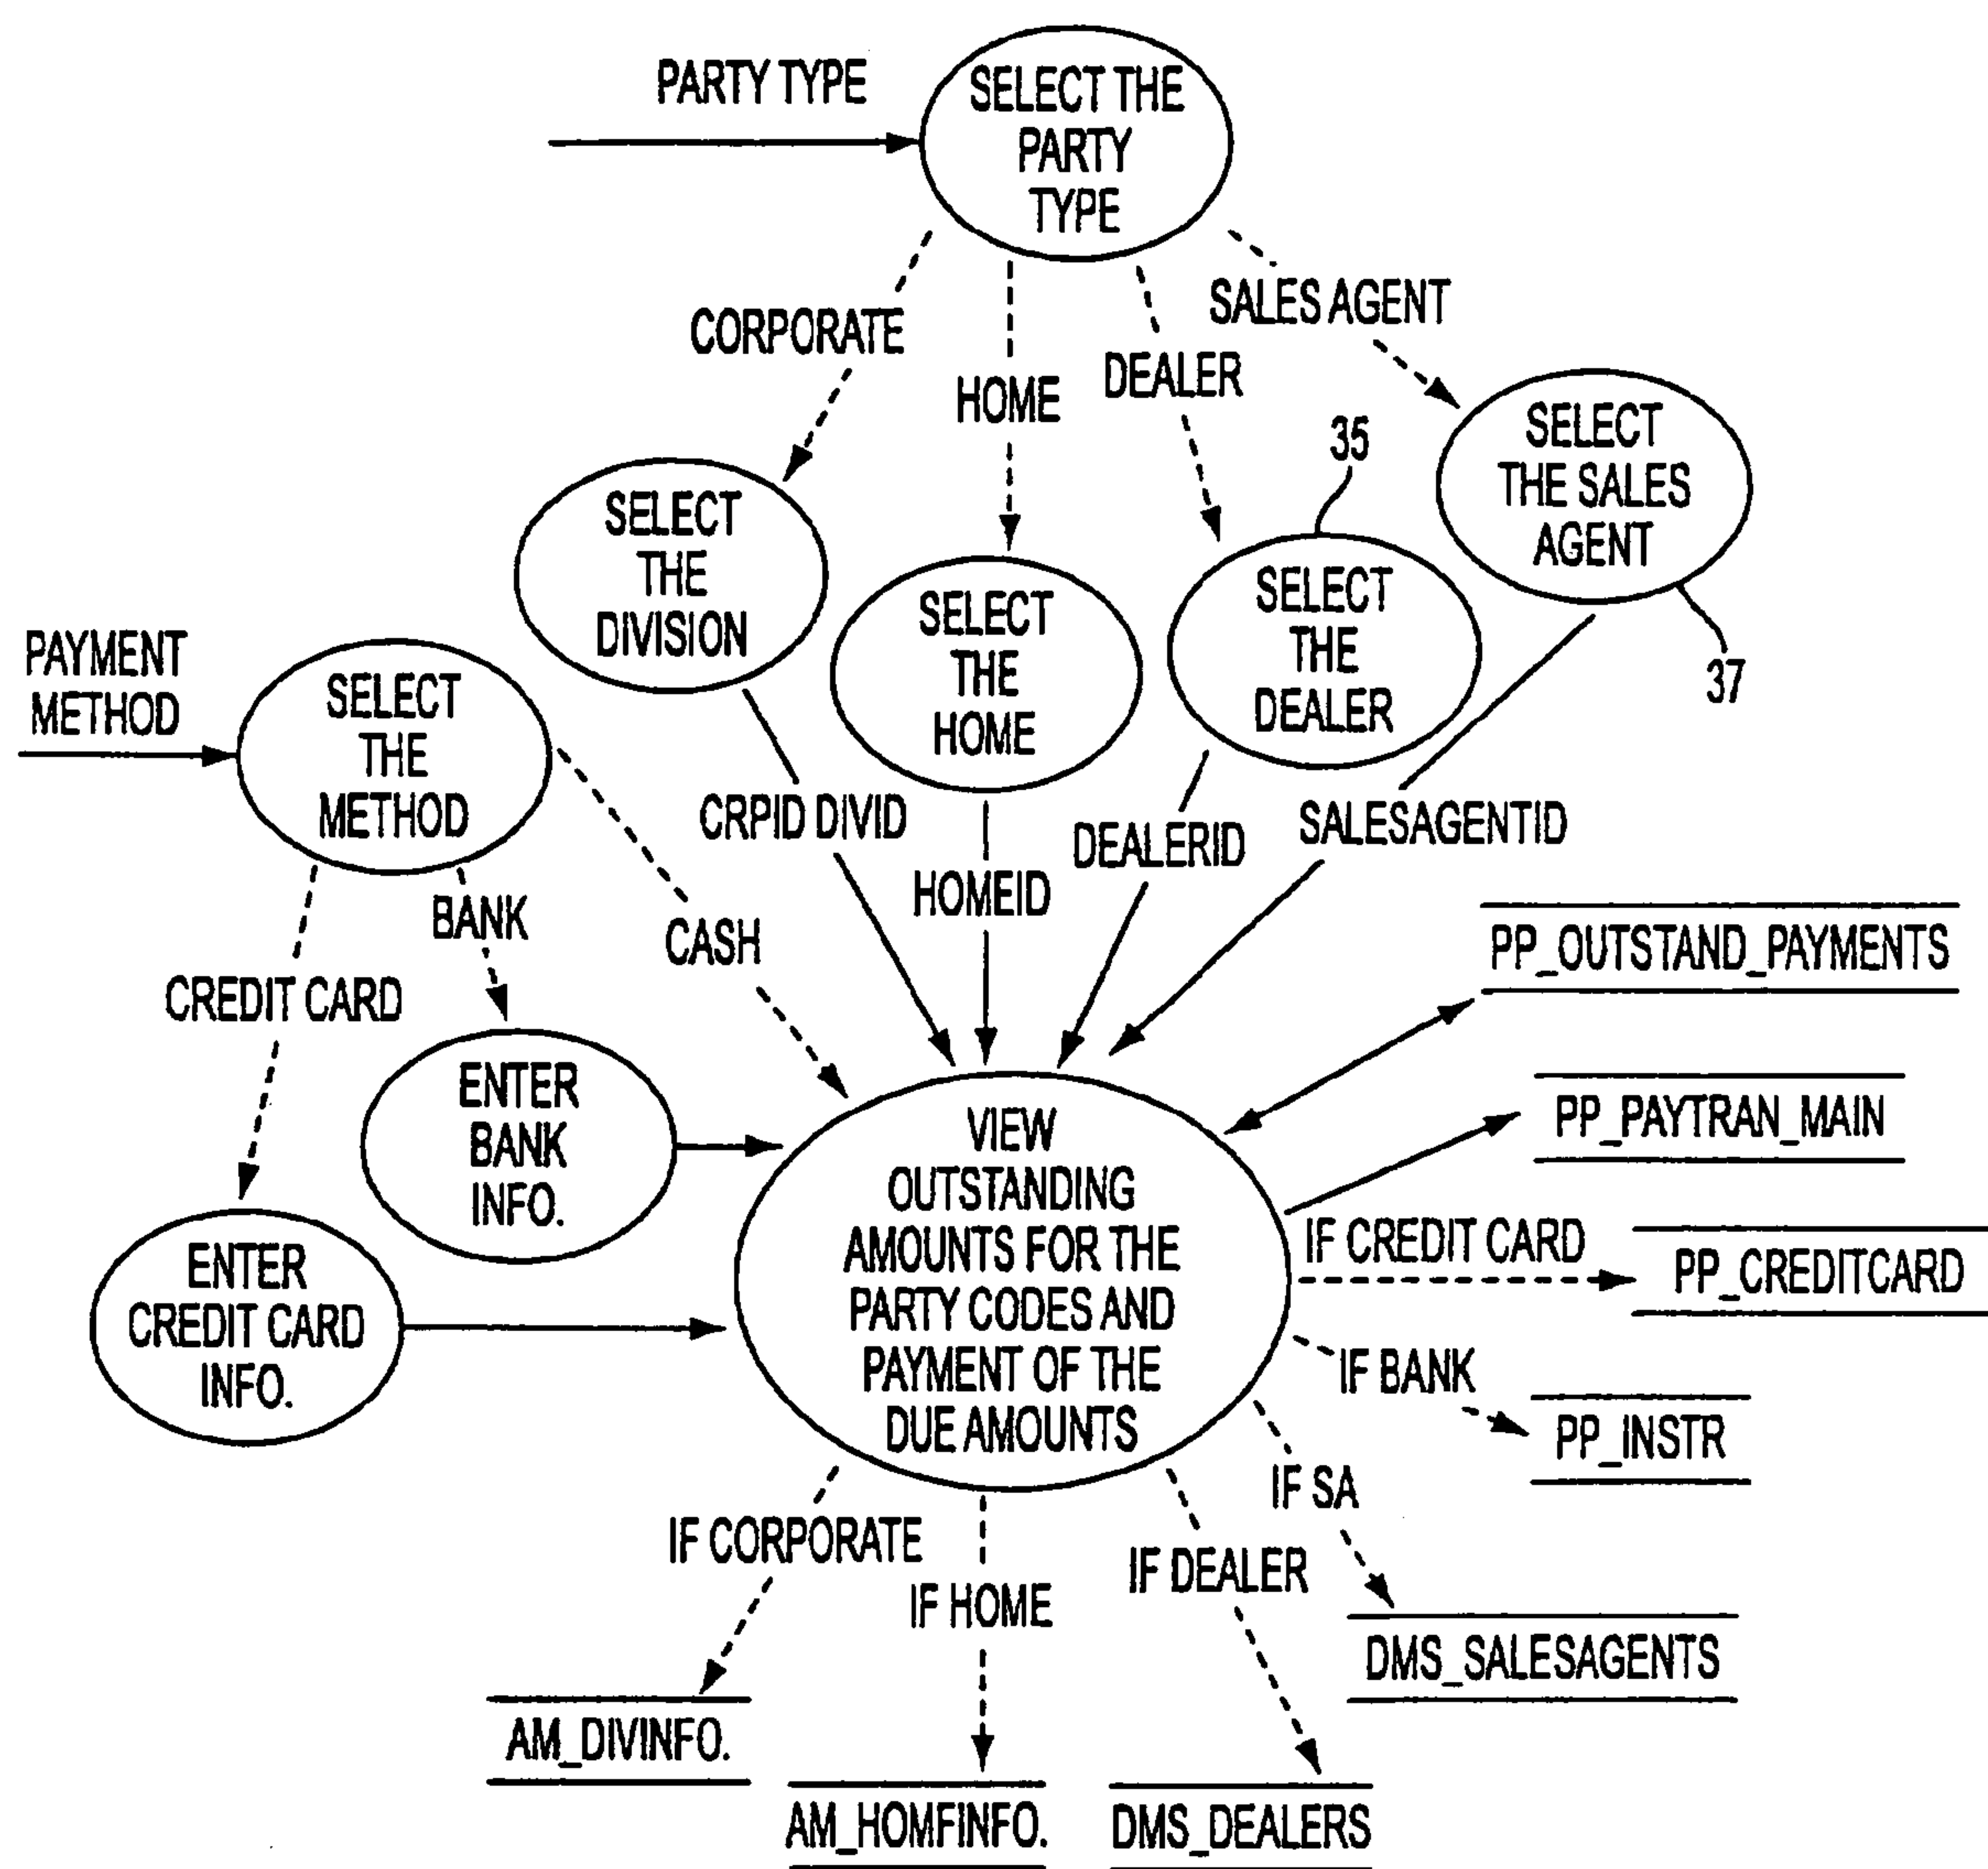 PARTY TYPE
SELECT THE
PARTY
TYPE
CORPORATE
HOME
DEALER
SALES AGENT
35
SELECT
THE SALES
AGENT
37
SELECT
THE
DIVISION
SELECT
THE
HOME
SELECT
THE
DEALER
PAYMENT
METHOD
SELECT
THE
METHOD
CRPID DIVID
HOMEID
DEALERID
SALESAGENTID
CREDIT CARD
BANK
CASH
ENTER
BANK
INFO.
ENTER
CREDIT CARD
INFO.
VIEW
OUTSTANDING
AMOUNTS FOR THE
PARTY CODES AND
PAYMENT OF THE
DUE AMOUNTS
PP_OUTSTAND_PAYMENTS
PP_PAYTRAN_MAIN
IF CREDIT CARD
PP_CREDITCARD
IF BANK
PP_INSTR
IF SA
DMS_SALESAGENTS
IF DEALER
DMS_DEALERS
IF HOME
AM_HOMFINFO.
IF CORPORATE
AM_DIVINFO.